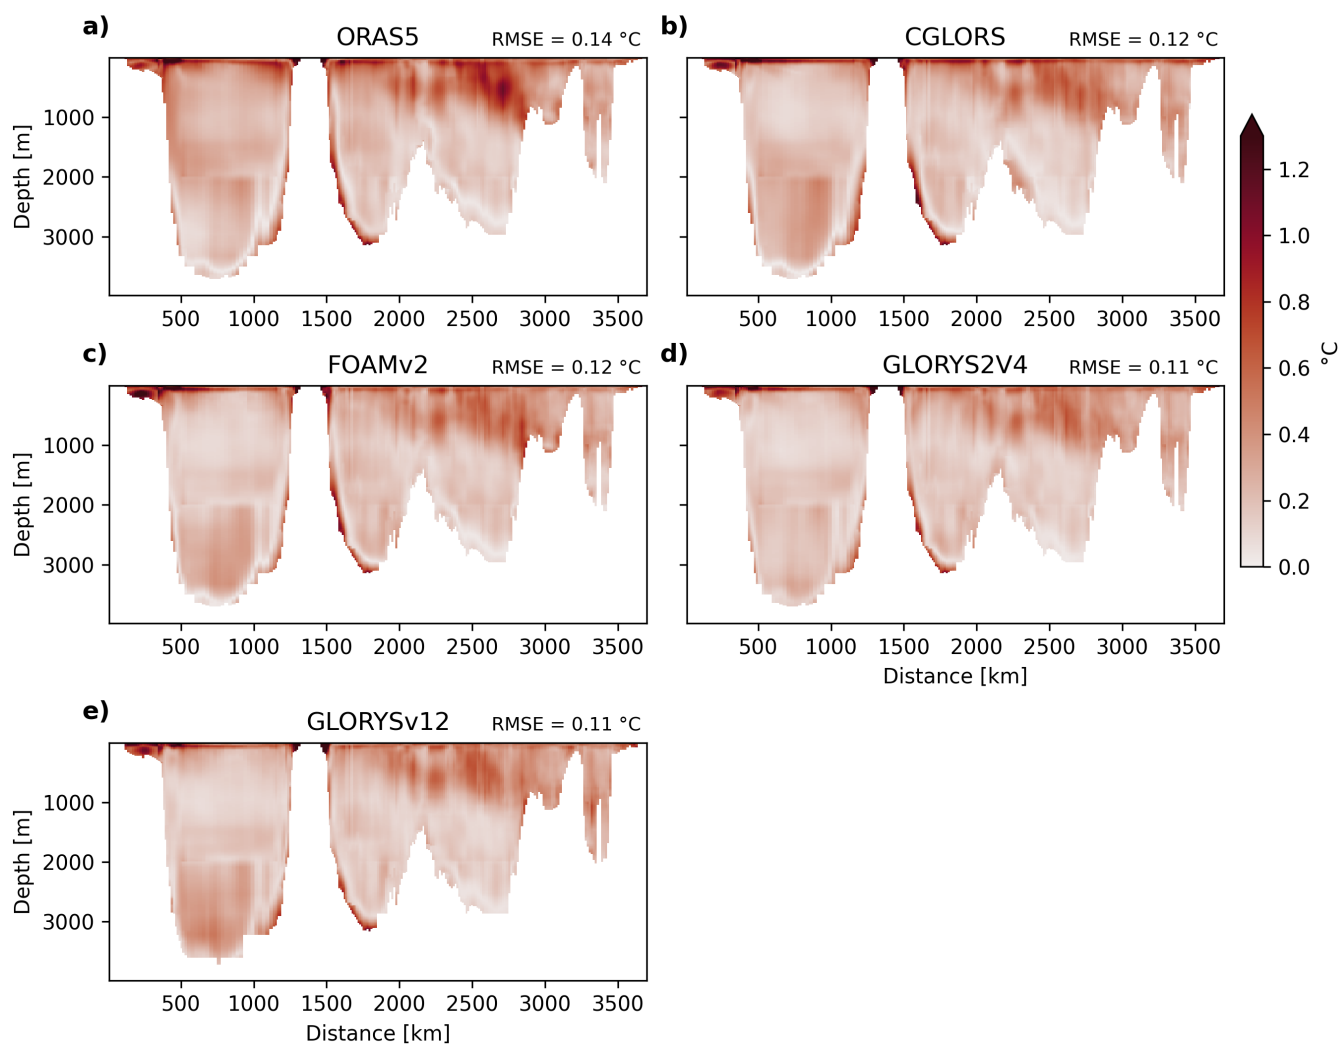 a) ORAS5 RMSE = 0.14 °C
b) CGLORS RMSE = 0.12 °C
Depth [m]
1000
2000
3000
500 1000 1500 2000 2500 3000 3500
500 1000 1500 2000 2500 3000 3500
c) FOAMv2 RMSE = 0.12 °C
d) GLORYS2V4 RMSE = 0.11 °C
Depth [m]
1000
2000
3000
500 1000 1500 2000 2500 3000 3500
500 1000 1500 2000 2500 3000 3500
Distance [km]
1.2
1.0
0.8
0.6
0.4
0.2
0.0
°C
e) GLORYSv12 RMSE = 0.11 °C
Depth [m]
1000
2000
3000
500 1000 1500 2000 2500 3000 3500
Distance [km]